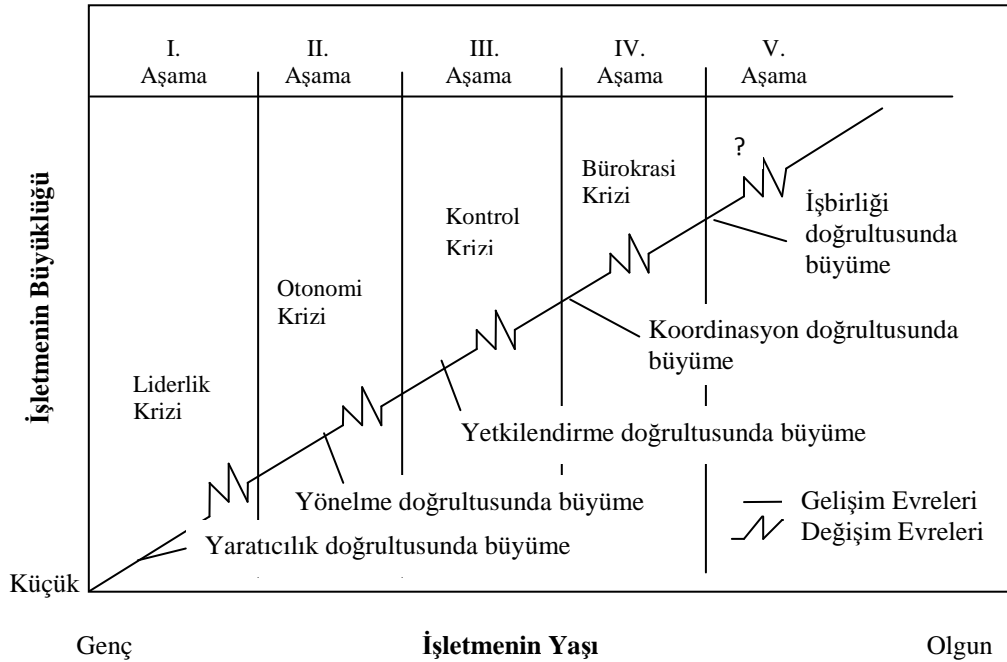 I.
Aşama
II.
Aşama
III.
Aşama
IV.
Aşama
V.
Aşama
İşletmenin Büyüklüğü
?
Bürokrasi
Krizi
İşbirliği
doğrultusunda
büyüme
Kontrol
Krizi
Otonomi
Krizi
Koordinasyon doğrultusunda
büyüme
Liderlik
Krizi
Yetkilendirme doğrultusunda büyüme
Yönelme doğrultusunda büyüme
Gelişim Evreleri
Değişim Evreleri
Yaratıcılık doğrultusunda büyüme
Küçük
Genç
İşletmenin Yaşı
Olgun